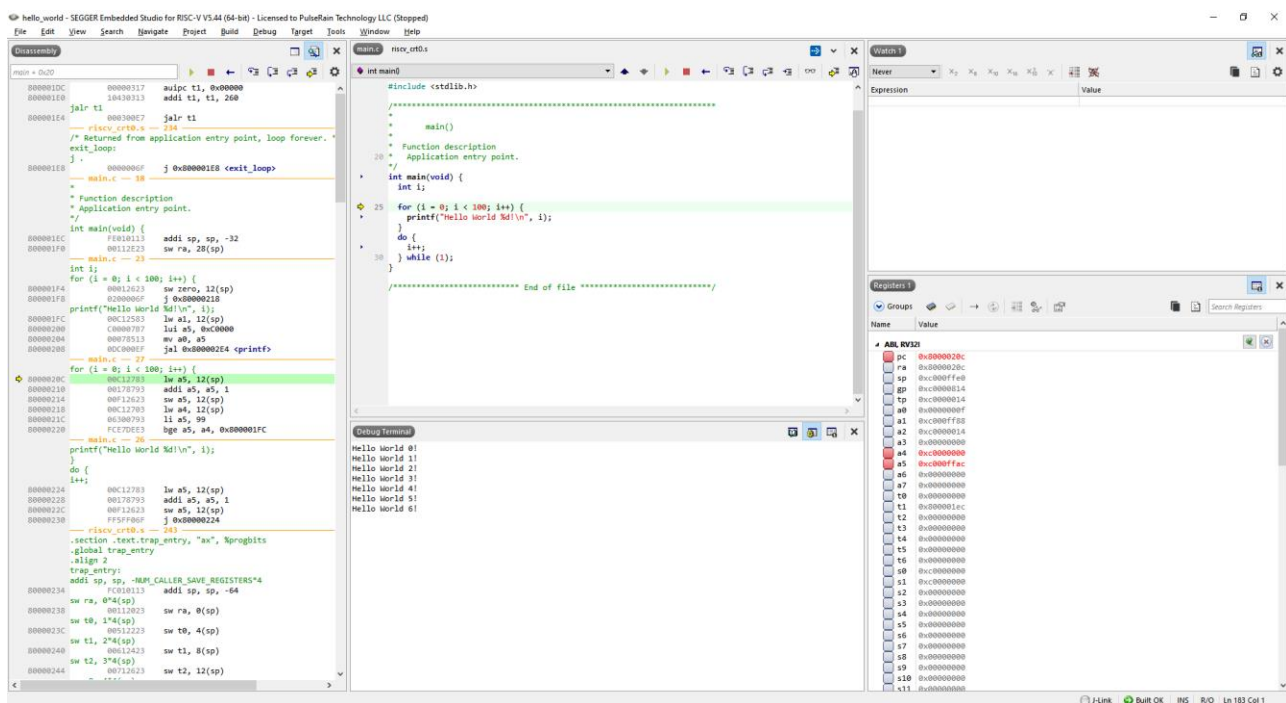 hello_world - SEGGER Embedded Studio for RISC-V V5.44 (64-bit) - Licensed to PulseRain Technology LLC (Stopped)
File Edit View Search Navigate Project Build Debug Target Tools Window Help
Disassembly
main + 0x20
800001DC 00000317 auipc t1, 0x00000
800001E0 10430313 addi t1, t1, 260
jalr t1
800001E4 000300E7 jalr t1
riscv_crt0.s — 234
/* Returned from application entry point, loop forever. *
exit_loop:
j .
800001E8 0000006F j 0x800001E8 <exit_loop>
main.c — 18
*
* Function description
* Application entry point.
*/
int main(void) {
800001EC FE010113 addi sp, sp, -32
800001F0 00112E23 sw ra, 28(sp)
main.c — 23
int i;
for (i = 0; i < 100; i++) {
800001F4 00012623 sw zero, 12(sp)
800001F8 0200006F j 0x80000218
printf("Hello World %d!\n", i);
800001FC 00C12583 lw a1, 12(sp)
80000200 C00007B7 lui a5, 0xC0000
80000204 00078513 mv a0, a5
80000208 0DC000EF jal 0x800002E4 <printf>
main.c — 27
for (i = 0; i < 100; i++) {
8000020C 00C12783 lw a5, 12(sp)
80000210 00178793 addi a5, a5, 1
80000214 00F12623 sw a5, 12(sp)
80000218 00C12703 lw a4, 12(sp)
8000021C 06300793 li a5, 99
80000220 FCE7DEE3 bge a5, a4, 0x800001FC
main.c — 26
printf("Hello World %d!\n", i);
}
do {
i++;
80000224 00C12783 lw a5, 12(sp)
80000228 00178793 addi a5, a5, 1
8000022C 00F12623 sw a5, 12(sp)
80000230 FF5FF06F j 0x80000224
riscv_crt0.s — 243
.section .text.trap_entry, "ax", %progbits
.global trap_entry
.align 2
trap_entry:
addi sp, sp, -NUM_CALLER_SAVE_REGISTERS*4
80000234 FC010113 addi sp, sp, -64
sw ra, 0*4(sp)
80000238 00112023 sw ra, 0(sp)
sw t0, 1*4(sp)
8000023C 00512223 sw t0, 4(sp)
sw t1, 2*4(sp)
80000240 00612423 sw t1, 8(sp)
sw t2, 3*4(sp)
80000244 00712623 sw t2, 12(sp)
main.c riscv_crt0.s
int main()
#include <stdlib.h>
/*********************************************************************
*
* main()
*
* Function description
20 * Application entry point.
*/
int main(void) {
int i;
25 for (i = 0; i < 100; i++) {
printf("Hello World %d!\n", i);
}
do {
i++;
30 } while (1);
}
/*************************** End of file ****************************/
Debug Terminal
Hello World 0!
Hello World 1!
Hello World 2!
Hello World 3!
Hello World 4!
Hello World 5!
Hello World 6!
Watch 1
Never
Expression Value
Registers 1
Groups Search Registers
Name Value
ABI, RV32I
pc 0x8000020c
ra 0x8000020c
sp 0xc000ffe0
gp 0xc0000814
tp 0xc0000014
a0 0x0000000f
a1 0xc000ff88
a2 0xc0000014
a3 0x00000000
a4 0xc0000000
a5 0xc000ffac
a6 0x00000000
a7 0x00000000
t0 0x00000000
t1 0x800001ec
t2 0x00000000
t3 0x00000000
t4 0x00000000
t5 0x00000000
t6 0x00000000
s0 0xc0000000
s1 0xc0000000
s2 0x00000000
s3 0x00000000
s4 0x00000000
s5 0x00000000
s6 0x00000000
s7 0x00000000
s8 0x00000000
s9 0x00000000
s10 0x00000000
s11 0x00000000
J-Link Built OK INS R/O Ln 183 Col 1